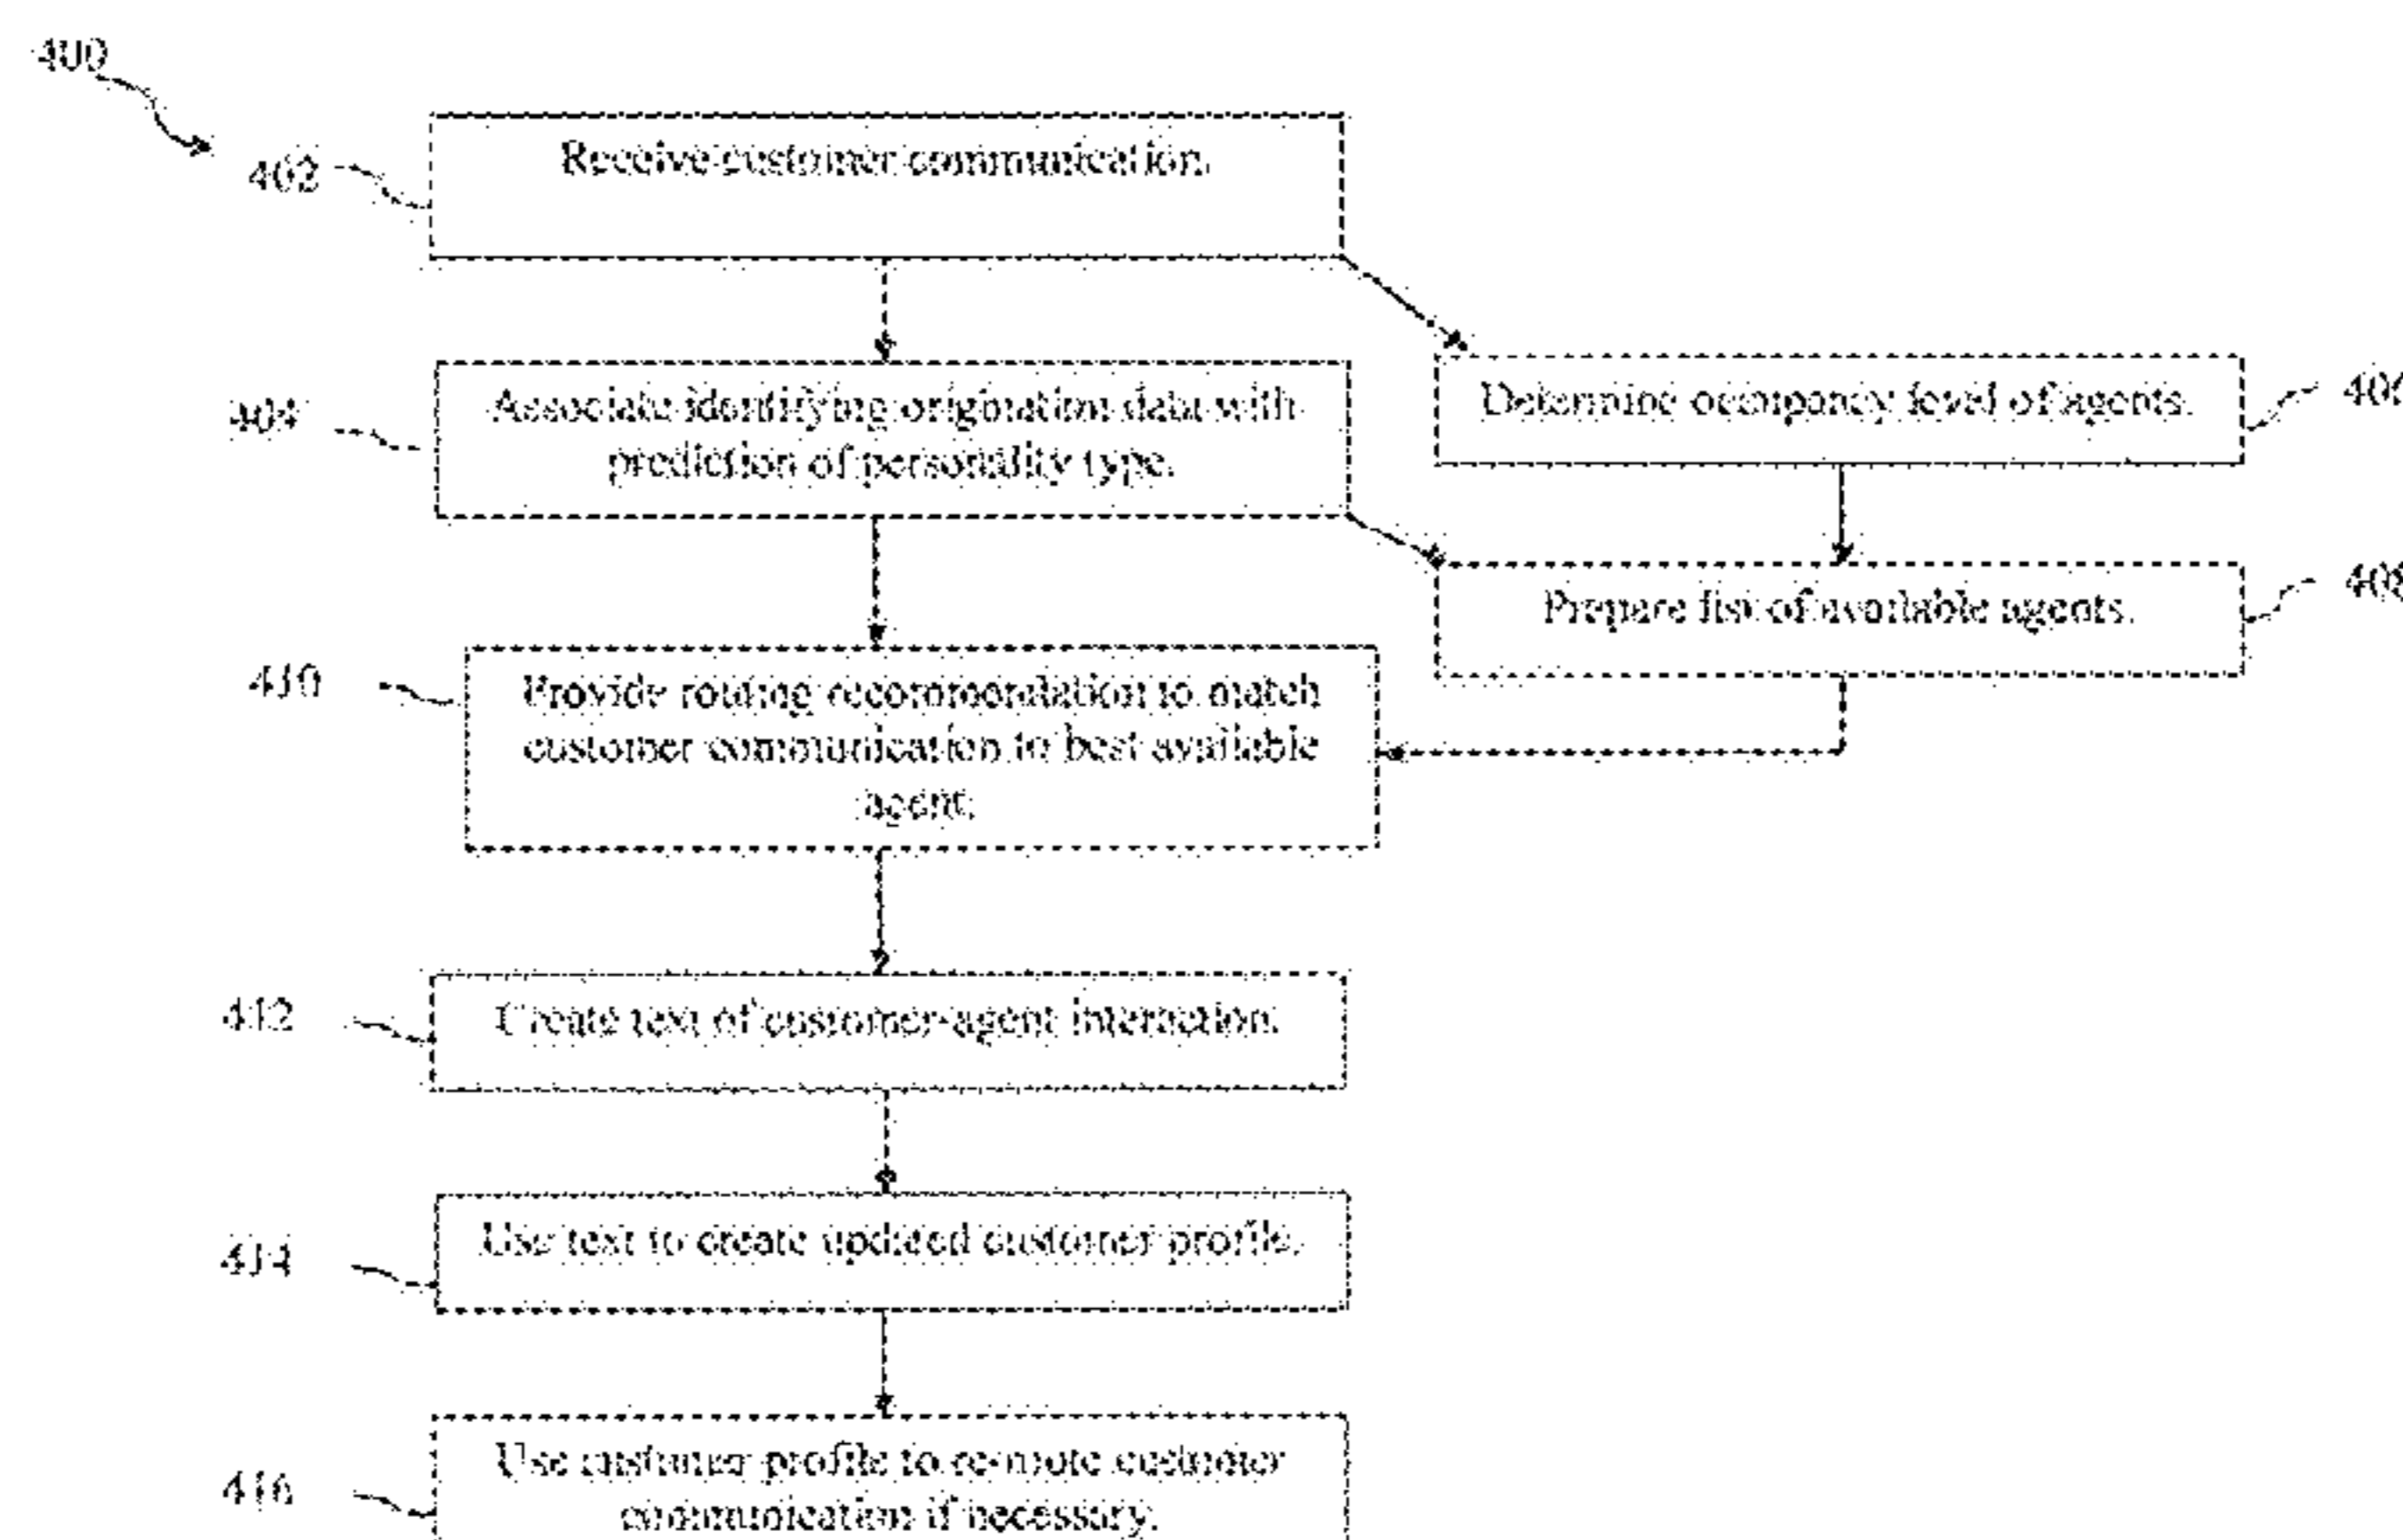 400
402
Receive customer communication.
404
Associate identifying origination data with
prediction of personality type.
Determine occupancy level of agents.
406
Prepare list of available agents.
408
410
Provide routing recommendation to match
customer communication to best available
agent.
412
Create text of customer-agent interaction.
414
Use text to create updated customer profile.
416
Use customer profile to re-route customer
communication if necessary.